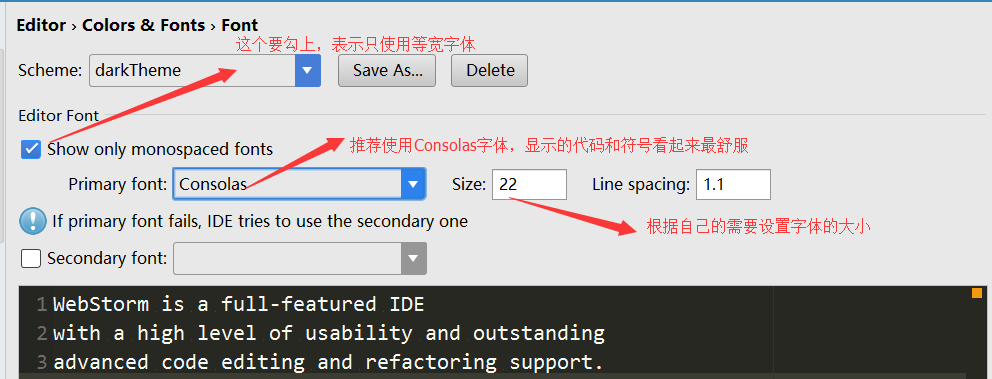 Editor › Colors & Fonts › Font
这个要勾上，表示只使用等宽字体
Scheme: darkTheme Save As... Delete
Editor Font
Show only monospaced fonts
推荐使用Consolas字体，显示的代码和符号看起来最舒服
Primary font: Consolas Size: 22 Line spacing: 1.1
If primary font fails, IDE tries to use the secondary one
根据自己的需要设置字体的大小
Secondary font:
1 WebStorm is a full-featured IDE
2 with a high level of usability and outstanding
3 advanced code editing and refactoring support.